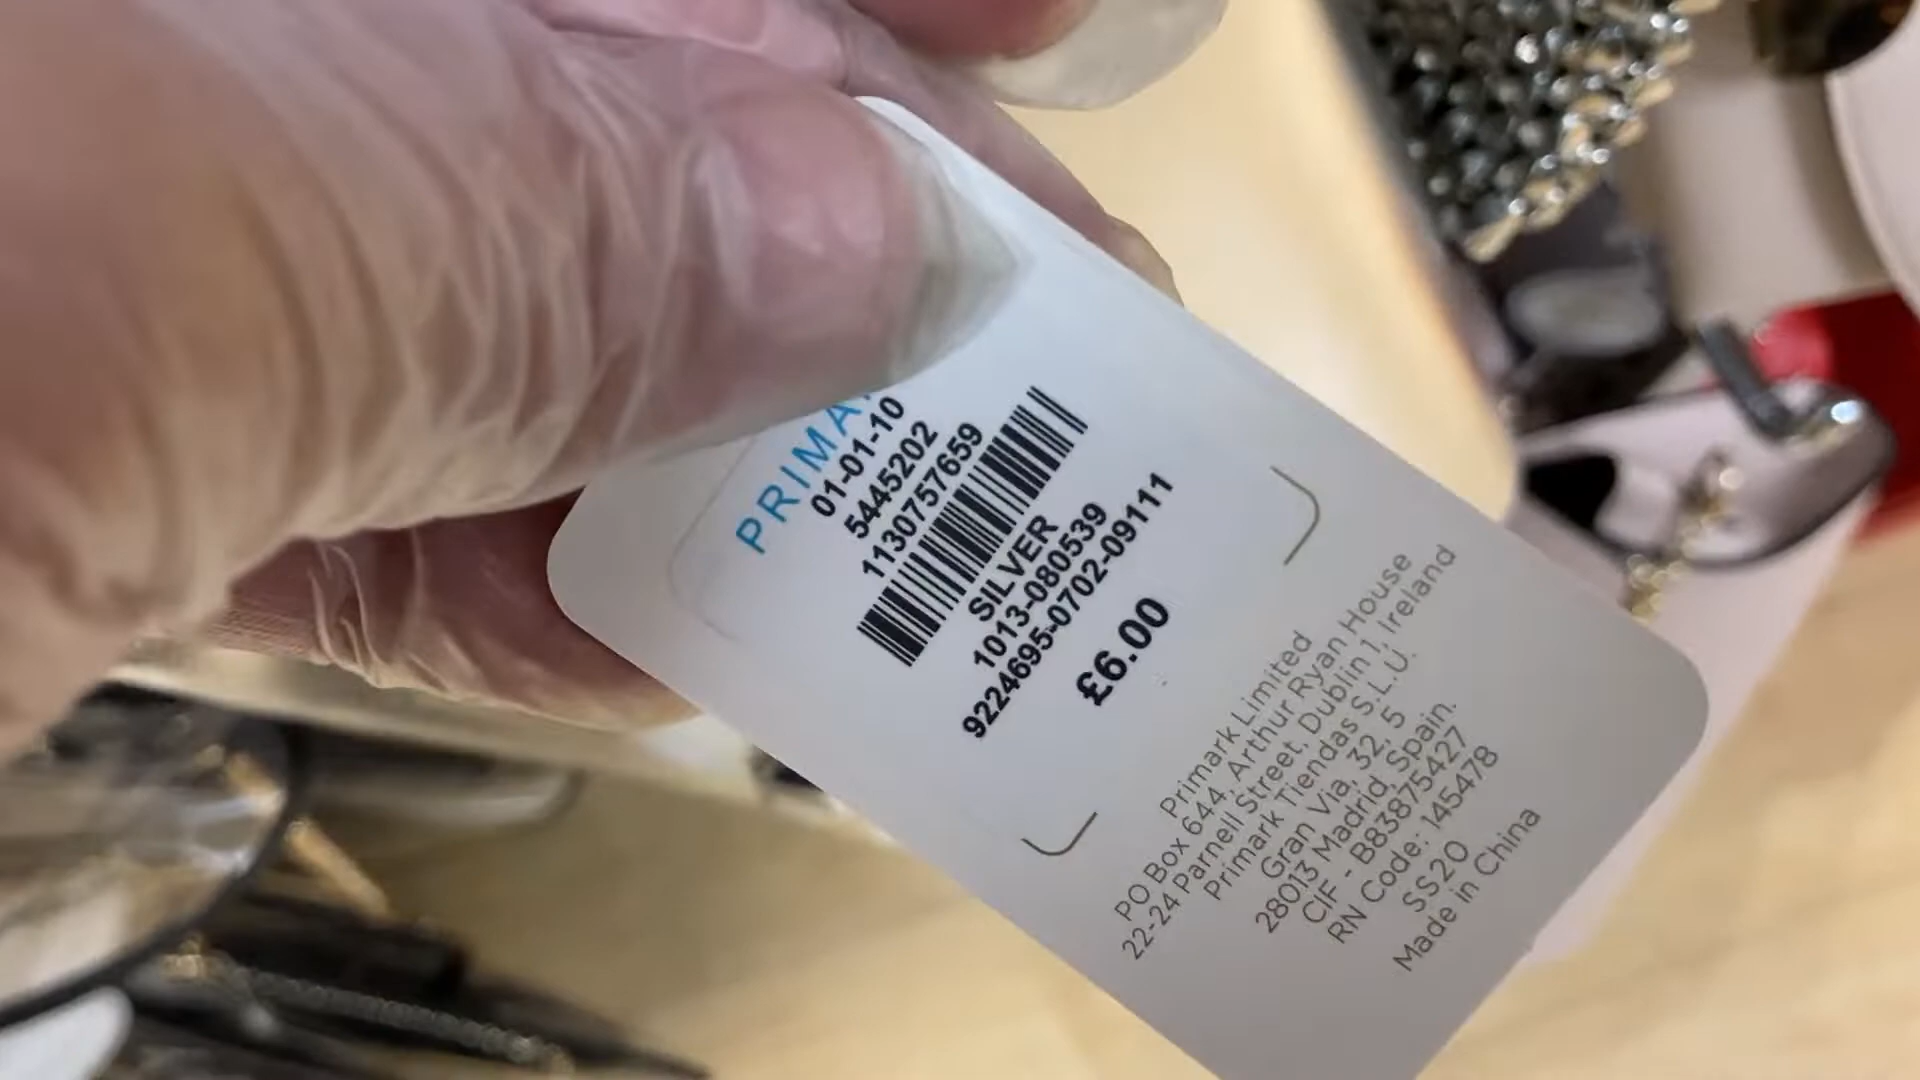 PRIMA
01-01-10
5445202
1130757659
SILVER
1013-080539
9224695-0702-09111
£6.00
Primark Limited
PO Box 644, Arthur Ryan House
22-24 Parnell Street, Dublin 1, Ireland
Primark Tiendas S.L.U.
Gran Via, 32, 5
28013 Madrid, Spain.
CIF - B83875427
RN Code: 145478
SS20
Made in China